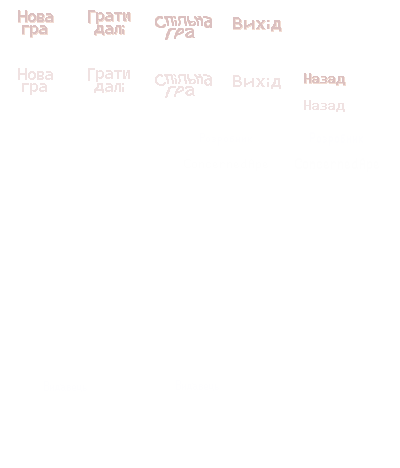 Нова
гра
Грати
далі
Спільна
гра
Вихід
Нова
гра
Грати
далі
Спільна
гра
Вихід
Назад
Назад